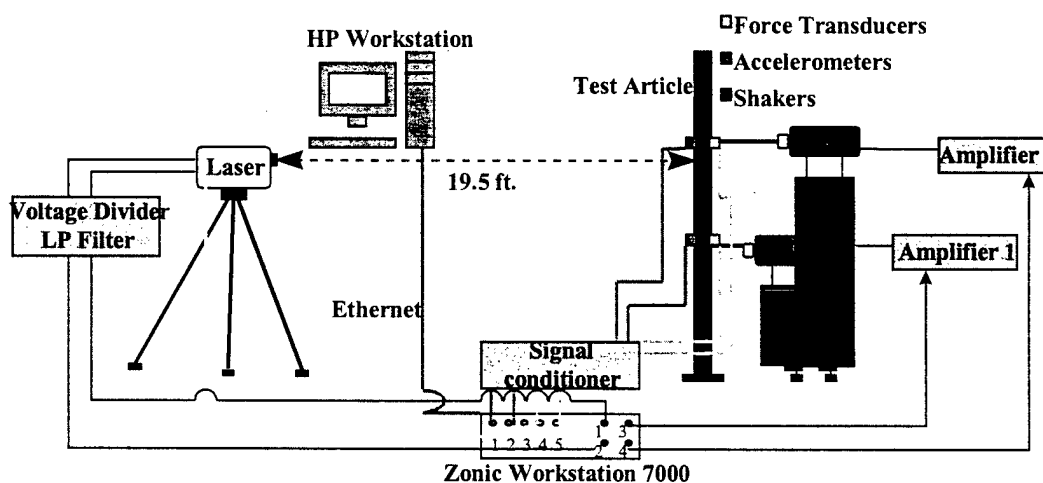 HP Workstation
Force Transducers
Accelerometers
Shakers
Test Article
Laser
19.5 ft.
Amplifier
Voltage Divider
LP Filter
Amplifier 1
Ethernet
Signal
conditioner
1 2 3 4 5
1 3
2 4
Zonic Workstation 7000